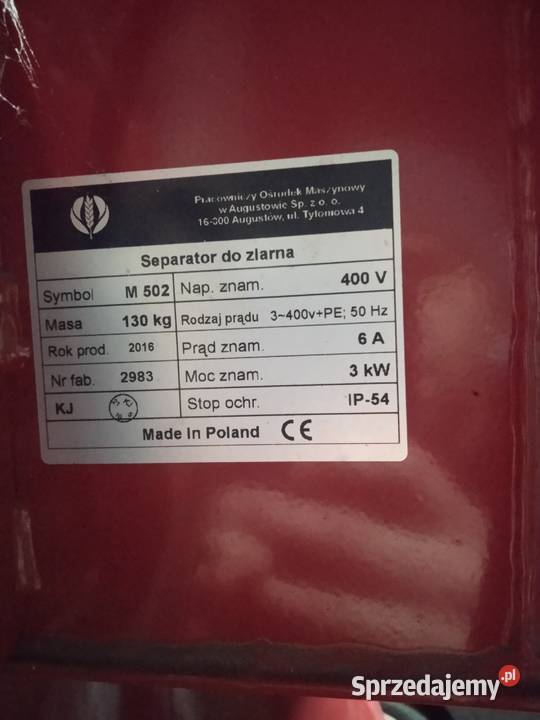 Pracowniczy Ośrodek Maszynowy
w Augustowie Sp. z o. o.
16-300 Augustów, ul. Tytoniowa 4
Separator do ziarna
Symbol M 502 Nap. znam. 400 V
Masa 130 kg Rodzaj prądu 3~400v+PE; 50 Hz
Rok prod. 2016 Prąd znam. 6 A
Nr fab. 2983 Moc znam. 3 kW
KJ Stop ochr. IP-54
Made In Poland CE
Sprzedajemy.pl